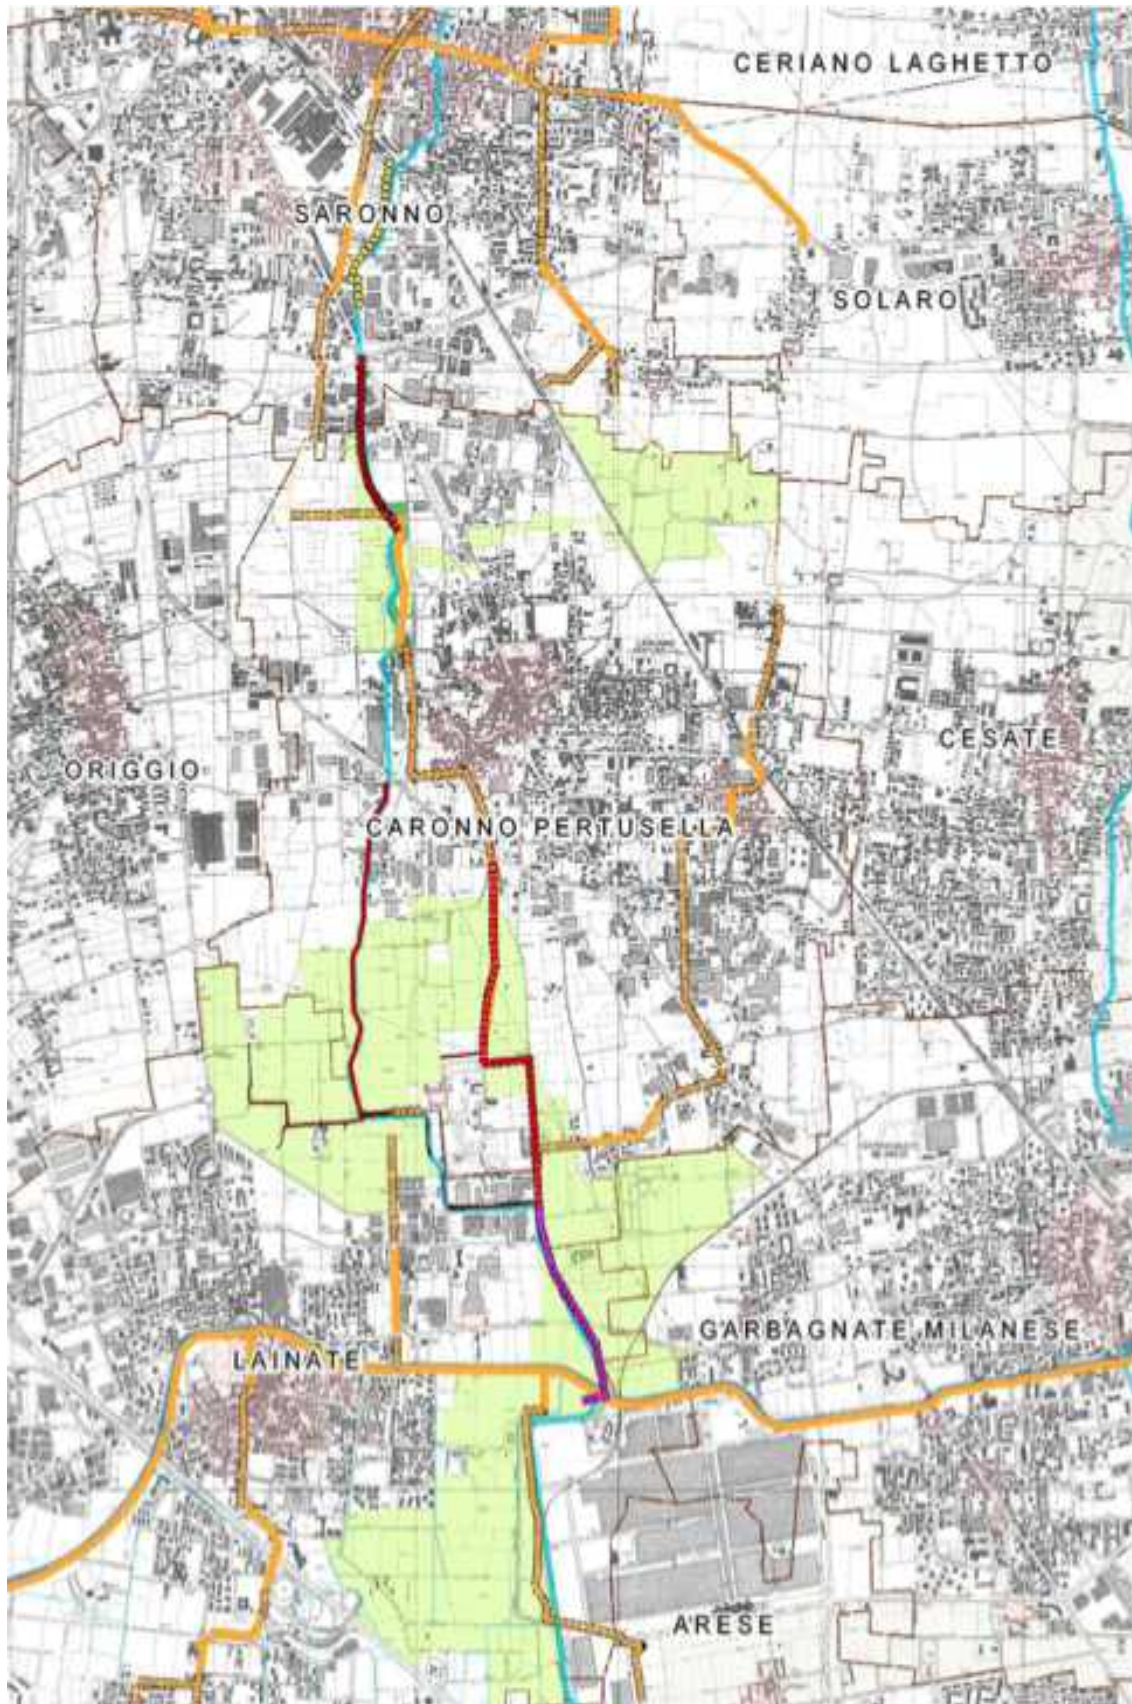 CERIANO LAGHETTO
SARONNO
SOLARO
CESATE
ORIGGIO
CARONNO PERTUSELLA
GARBAGNATE MILANESE
LAINATE
ARESE